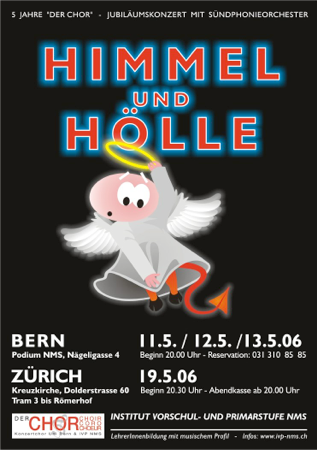 5 JAHRE "DER CHOR" - JUBILÄUMSKONZERT MIT SÜNDPHONIEORCHESTER
HIMMEL
UND
HÖLLE
BERN 11.5. / 12.5. /13.5.06
Podium NMS, Nägeligasse 4 Beginn 20.00 Uhr - Reservation: 031 310 85 85
ZÜRICH 19.5.06
Kreuzkirche, Dolderstrasse 60 Beginn 20.30 Uhr - Abendkasse ab 20.00 Uhr
Tram 3 bis Römerhof
DER CHOR CHOIR CORO CHŒUR
INSTITUT VORSCHUL- UND PRIMARSTUFE NMS
LehrerInnenbildung mit musischem Profil - www.ivp-nms.ch